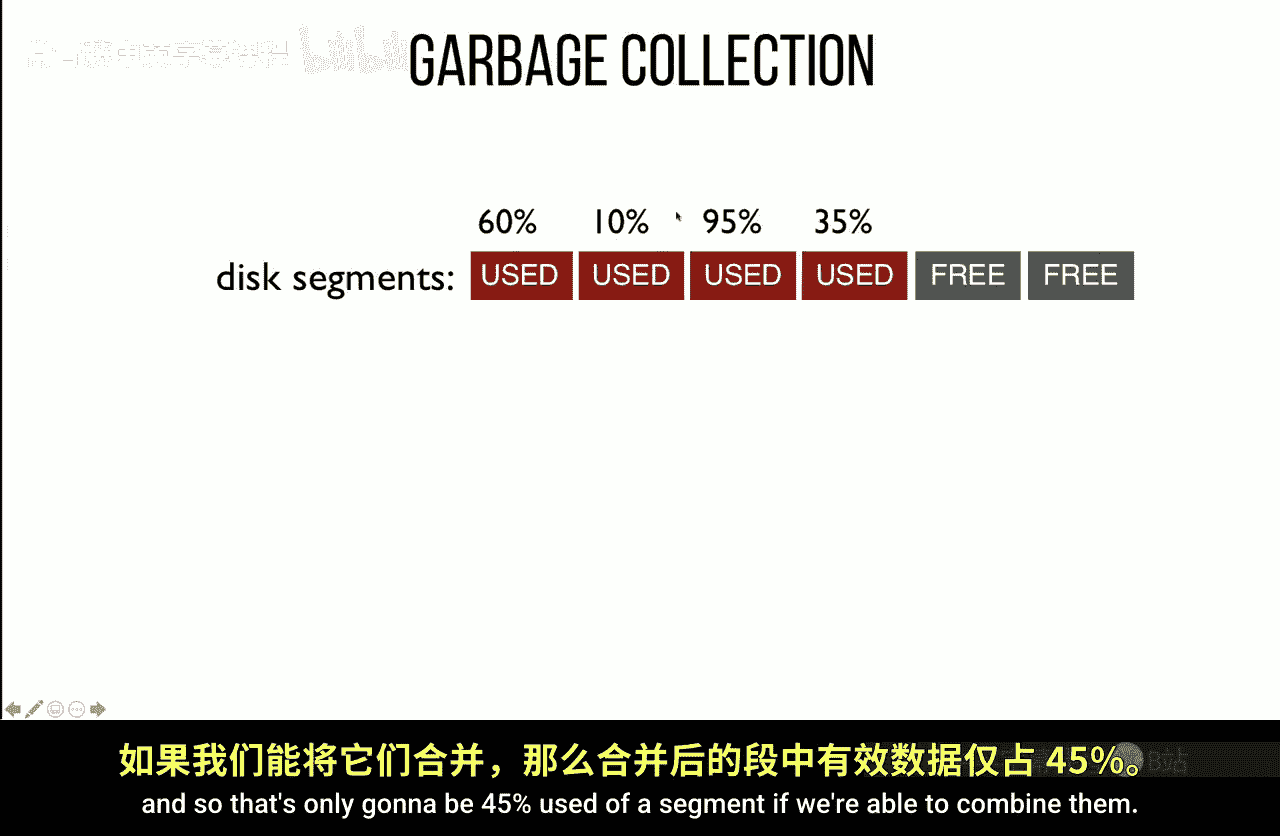 GARBAGE COLLECTION
60% 10% 95% 35%
disk segments: USED USED USED USED FREE FREE
如果我们能将它们合并，那么合并后的段中有效数据仅占 45%。
and so that's only gonna be 45% used of a segment if we're able to combine them.